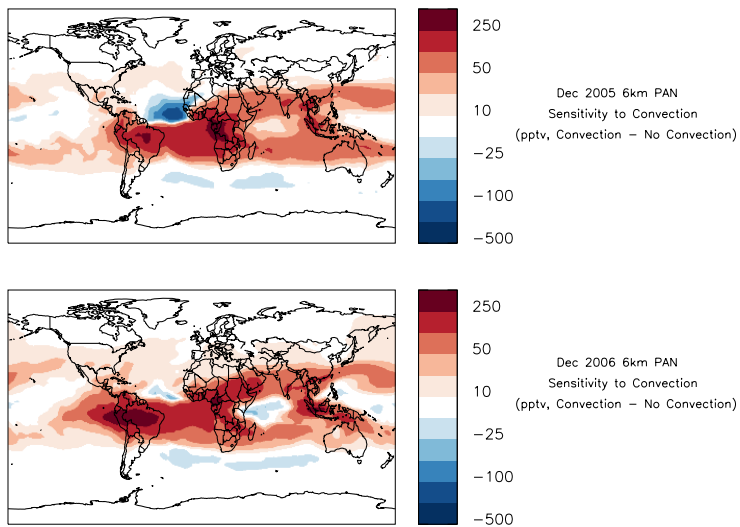 250
50
10
−25
−100
−500
Dec 2005 6km PAN
Sensitivity to Convection
(pptv, Convection − No Convection)
250
50
10
−25
−100
−500
Dec 2006 6km PAN
Sensitivity to Convection
(pptv, Convection − No Convection)